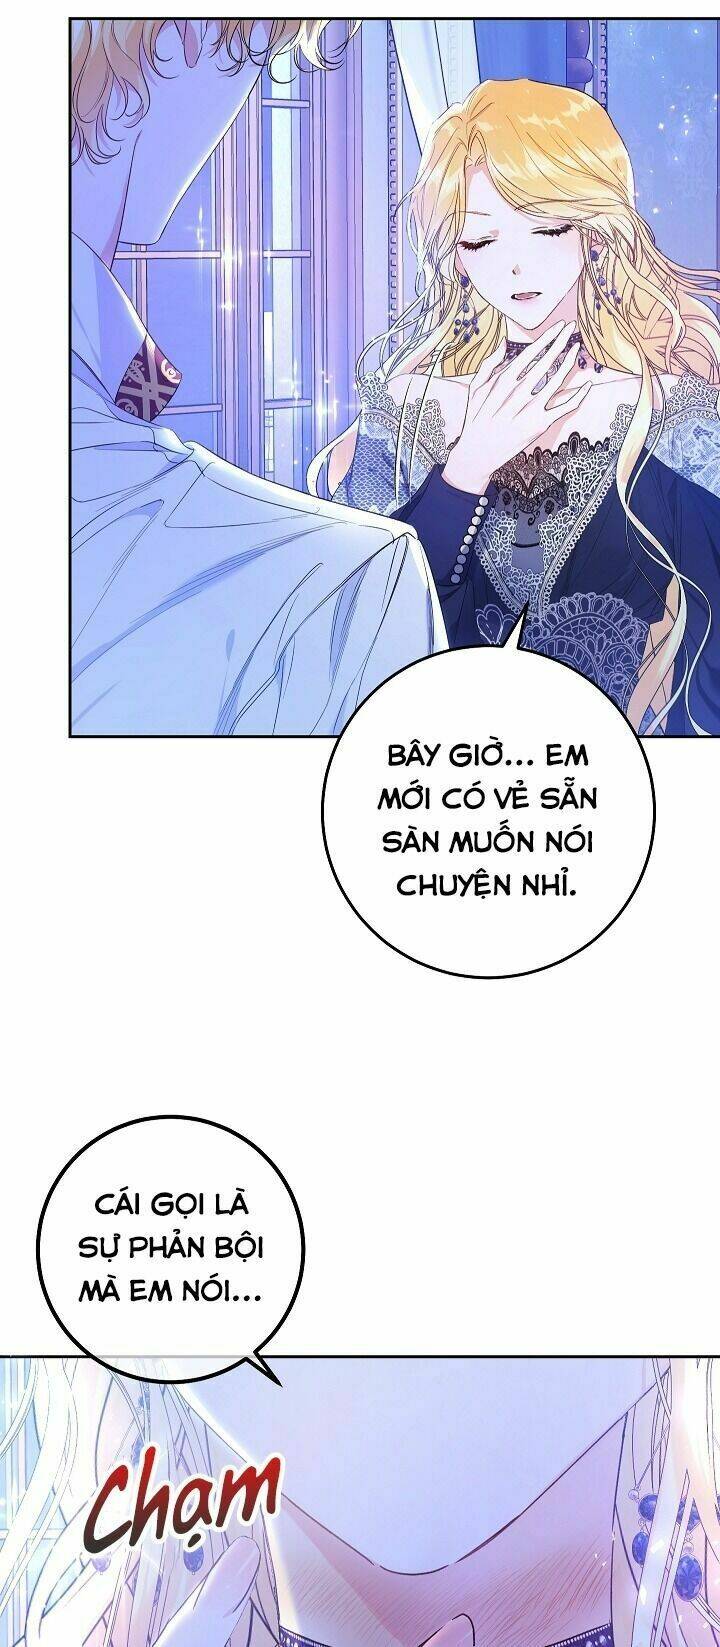 BÂY GIỜ... EM
MỚI CÓ VẺ SẴN
SÀN MUỐN NÓI
CHUYỆN NHỈ.
CÁI GỌI LÀ
SỰ PHẢN BỘI
MÀ EM NÓI...
Chạm